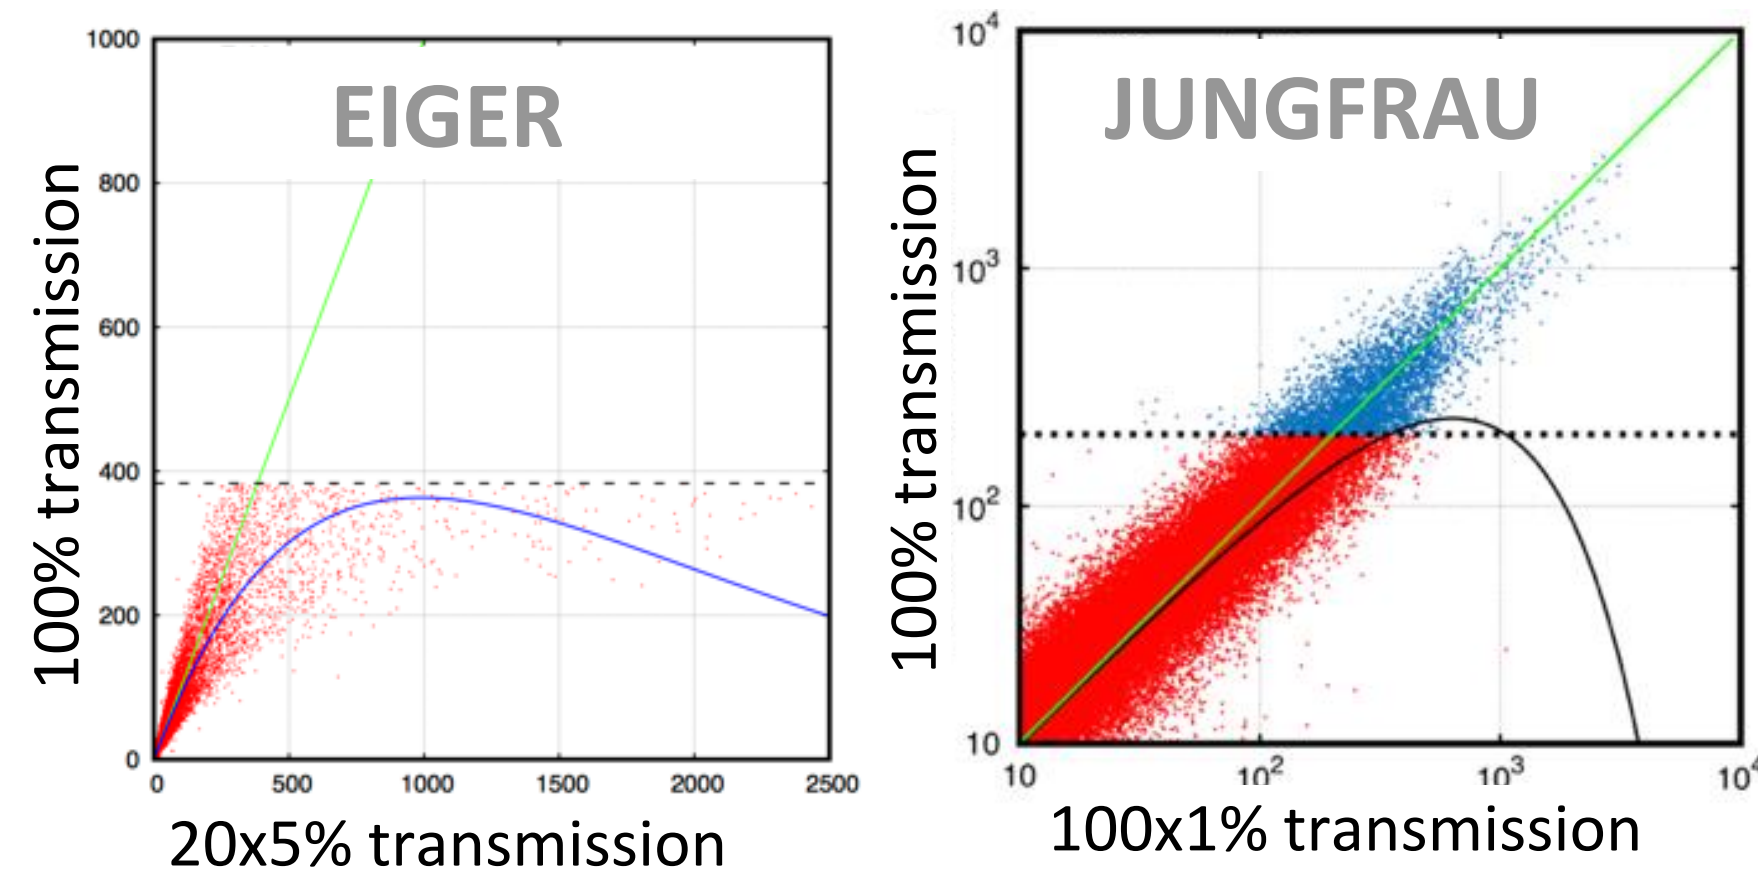 EIGER
100% transmission
1000
800
600
400
200
0
0 500 1000 1500 2000 2500
20x5% transmission
JUNGFRAU
100% transmission
10⁴
10³
10²
10
10 10² 10³ 10⁴
100x1% transmission